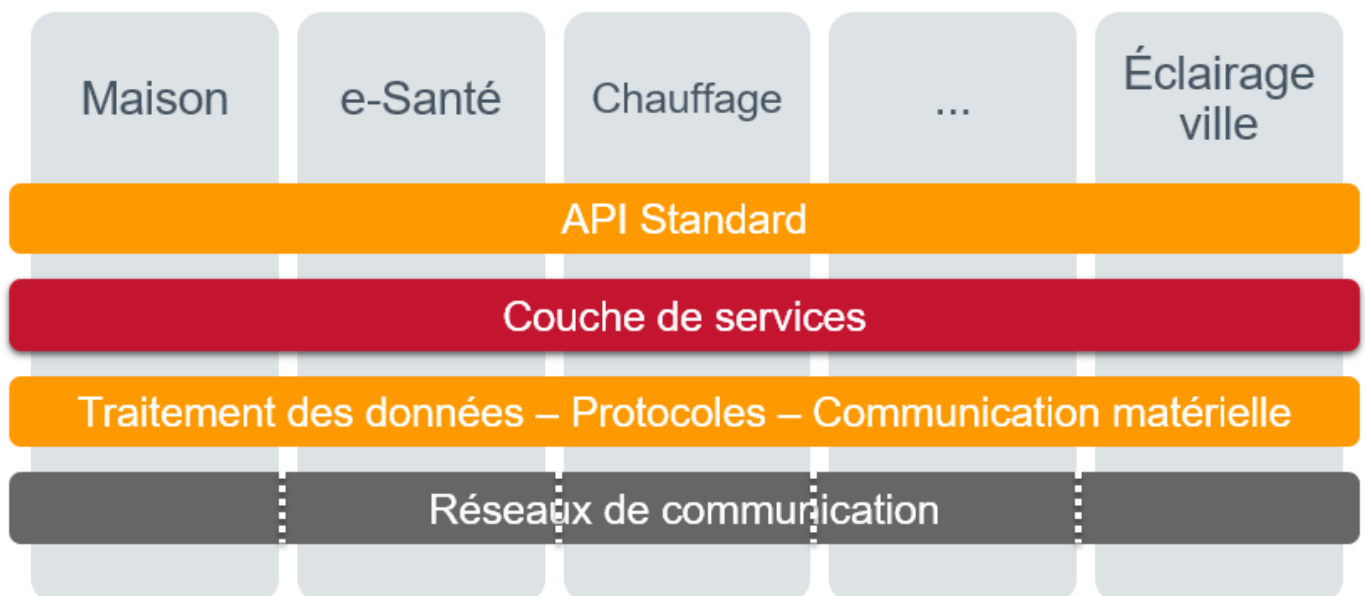 Maison
e-Santé
Chauffage
...
Éclairage
ville
API Standard
Couche de services
Traitement des données – Protocoles – Communication matérielle
Réseaux de communication